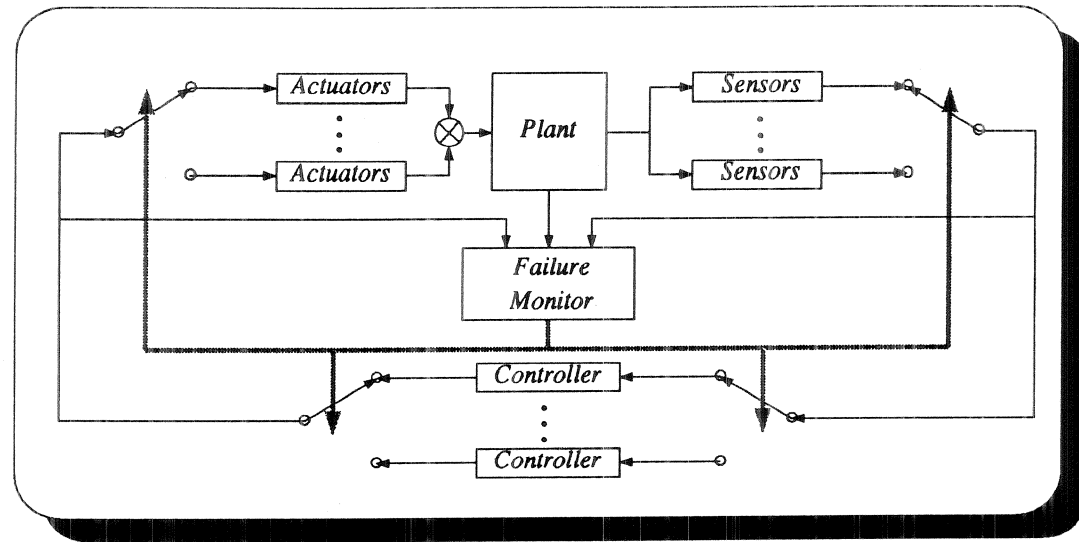 Actuators
Plant
Sensors
Actuators
Sensors
Failure
Monitor
Controller
Controller